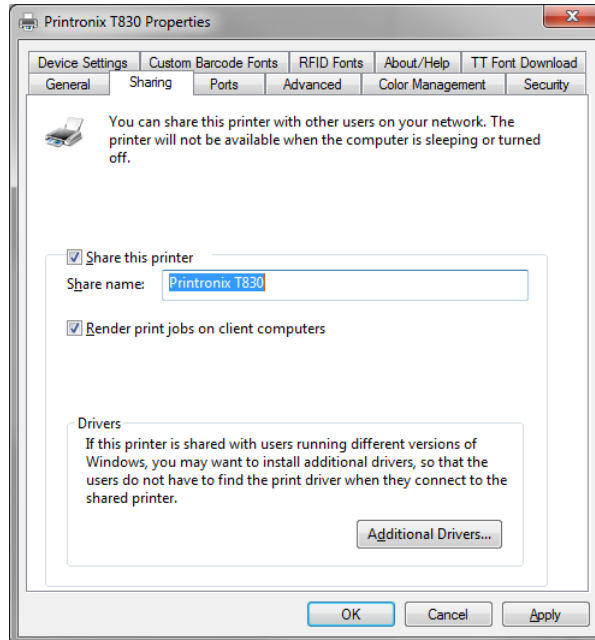 Printronix T830 Properties
Device Settings Custom Barcode Fonts RFID Fonts About/Help TT Font Download
General Sharing Ports Advanced Color Management Security
You can share this printer with other users on your network. The
printer will not be available when the computer is sleeping or turned
off.
Share this printer
Share name: Printronix T830
Render print jobs on client computers
Drivers
If this printer is shared with users running different versions of
Windows, you may want to install additional drivers, so that the
users do not have to find the print driver when they connect to the
shared printer.
Additional Drivers...
OK Cancel Apply